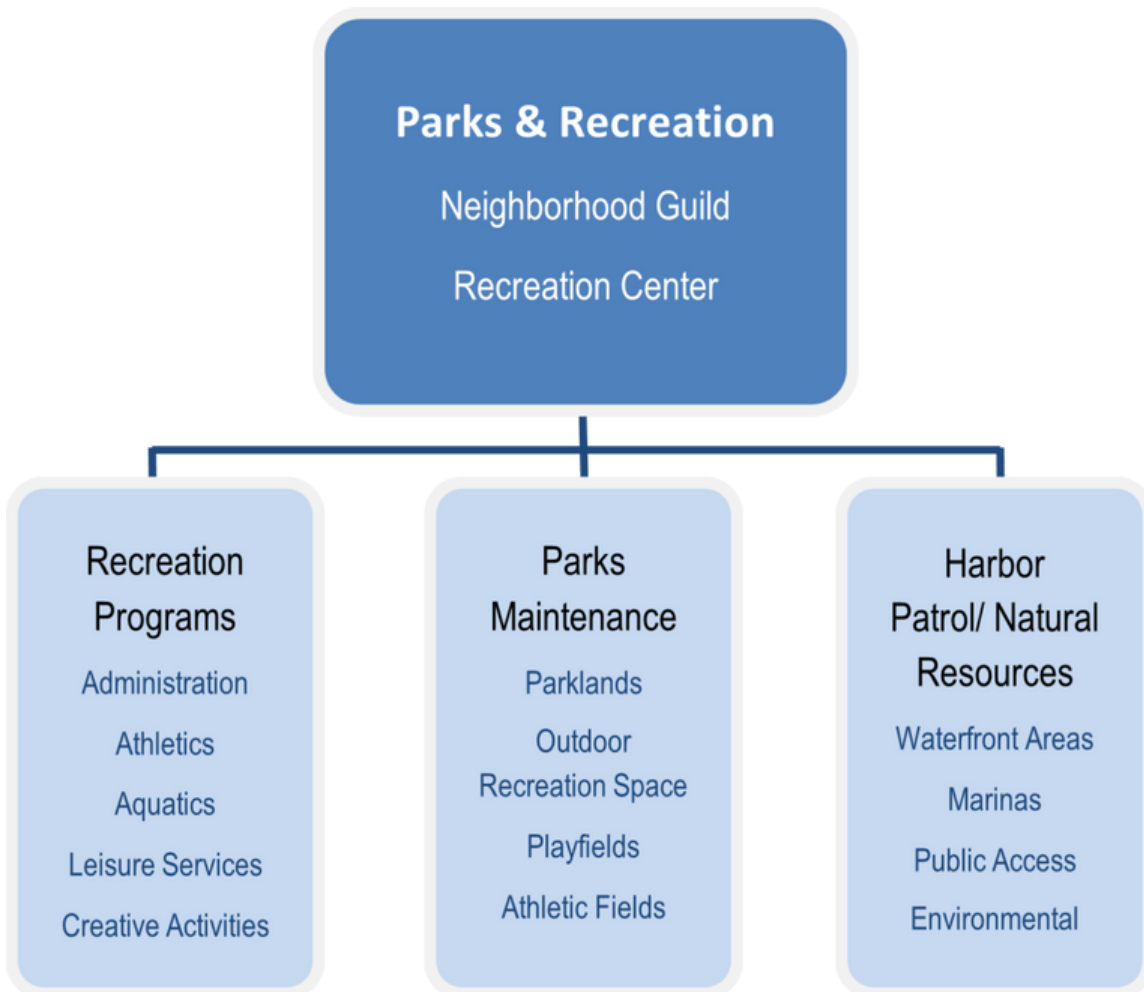 Parks & Recreation
Neighborhood Guild
Recreation Center
Recreation
Programs
Administration
Athletics
Aquatics
Leisure Services
Creative Activities
Parks
Maintenance
Parklands
Outdoor
Recreation Space
Playfields
Athletic Fields
Harbor
Patrol/ Natural
Resources
Waterfront Areas
Marinas
Public Access
Environmental